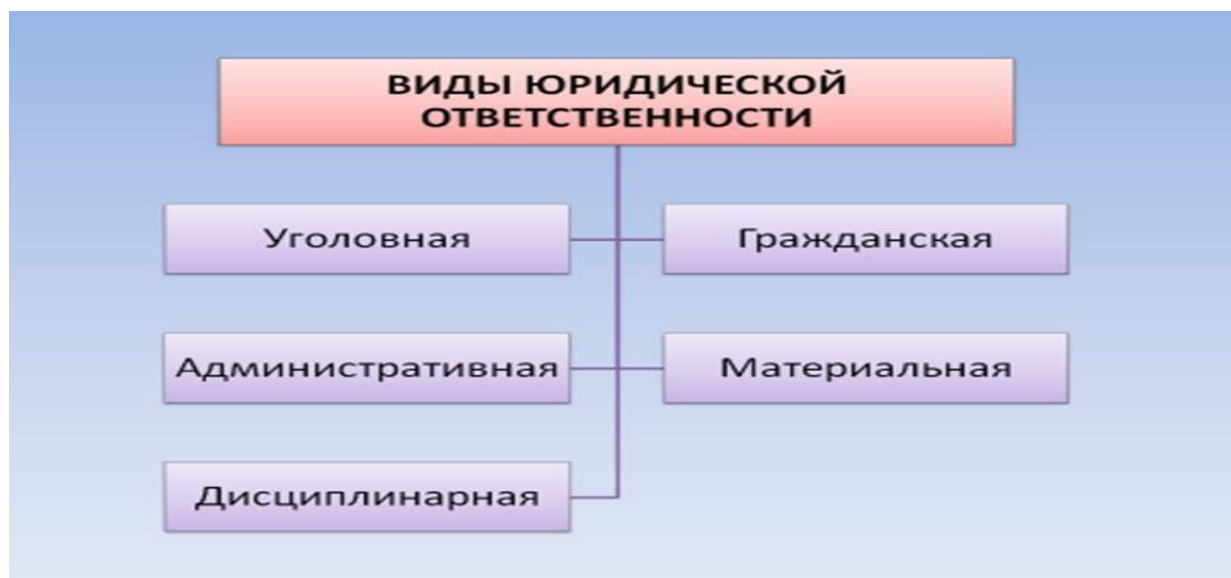 ВИДЫ ЮРИДИЧЕСКОЙ
ОТВЕТСТВЕННОСТИ
Уголовная
Гражданская
Административная
Материальная
Дисциплинарная